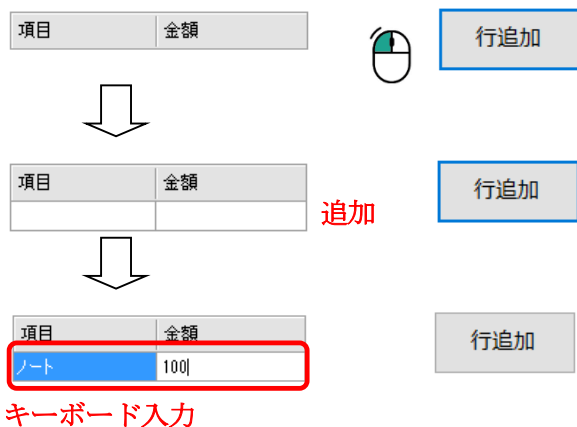 項目 金額 行追加
項目 金額 行追加
追加
項目 金額
ノート 100 行追加
キーボード入力